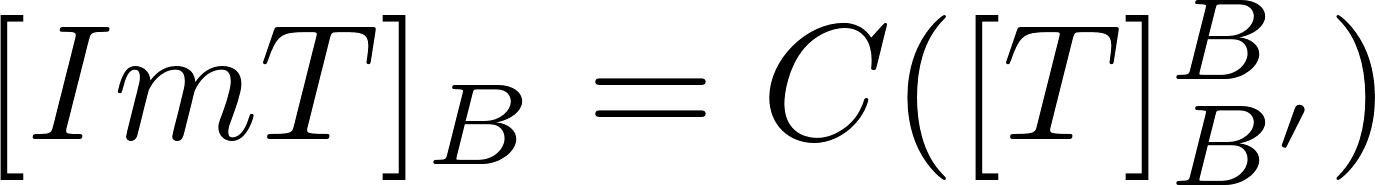 [ImT]_B = C([T]^B_{B'})